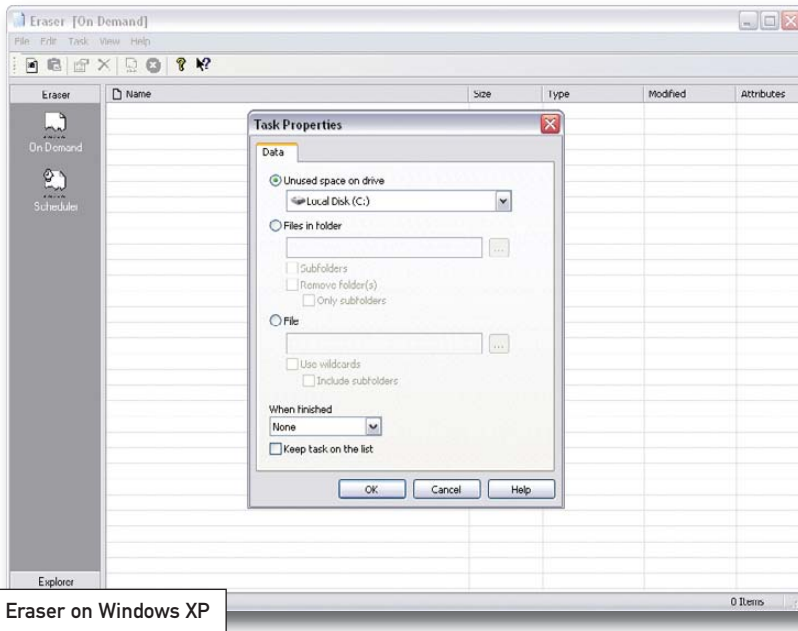 Eraser [On Demand]
File Edit Task View Help
Eraser
Name Size Type Modified Attributes
On Demand
Scheduler
Task Properties
Data
Unused space on drive
Local Disk (C:)
Files in folder
...
Subfolders
Remove folder(s)
Only subfolders
File
...
Use wildcards
Include subfolders
When finished
None
Keep task on the list
OK Cancel Help
Explorer
0 Items
Eraser on Windows XP